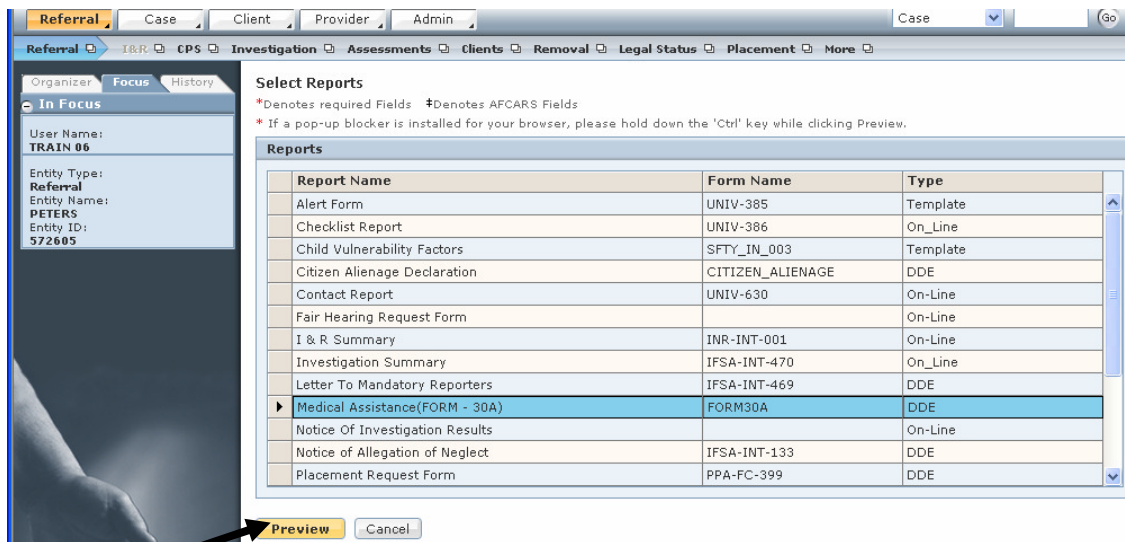 Referral Case Client Provider Admin Case Go
Referral I&R CPS Investigation Assessments Clients Removal Legal Status Placement More
Organizer Focus History
In Focus
User Name:
TRAIN 06
Entity Type:
Referral
Entity Name:
PETERS
Entity ID:
572605
Select Reports
*Denotes required Fields ‡Denotes AFCARS Fields
* If a pop-up blocker is installed for your browser, please hold down the 'Ctrl' key while clicking Preview.
Reports
Report Name Form Name Type
Alert Form UNIV-385 Template
Checklist Report UNIV-386 On_Line
Child Vulnerability Factors SFTY_IN_003 Template
Citizen Alienage Declaration CITIZEN_ALIENAGE DDE
Contact Report UNIV-630 On-Line
Fair Hearing Request Form On-Line
I & R Summary INR-INT-001 On-Line
Investigation Summary IFSA-INT-470 On_Line
Letter To Mandatory Reporters IFSA-INT-469 DDE
Medical Assistance(FORM - 30A) FORM30A DDE
Notice Of Investigation Results On-Line
Notice of Allegation of Neglect IFSA-INT-133 DDE
Placement Request Form PPA-FC-399 DDE
Preview Cancel